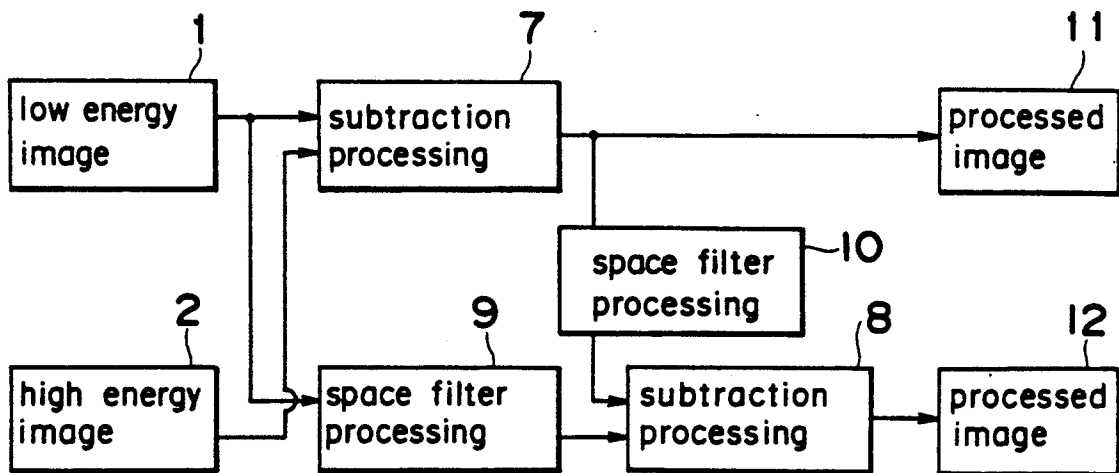 1
7
11
low energy
image
subtraction
processing
processed
image
10
space filter
processing
2
9
8
12
high energy
image
space filter
processing
subtraction
processing
processed
image